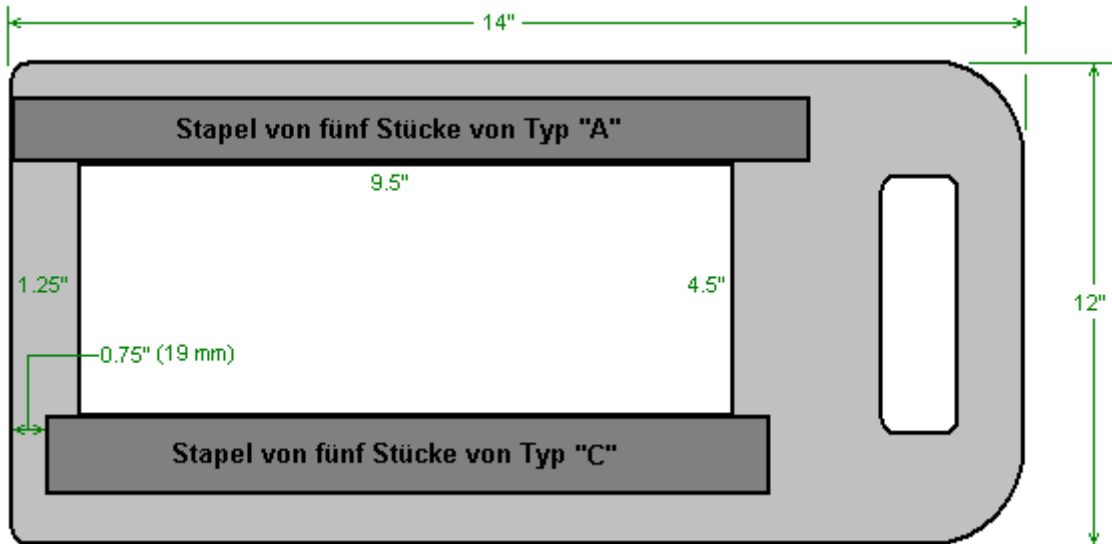 14"
Stapel von fünf Stücke von Typ "A"
9.5"
1.25"
4.5"
12"
0.75" (19 mm)
Stapel von fünf Stücke von Typ "C"